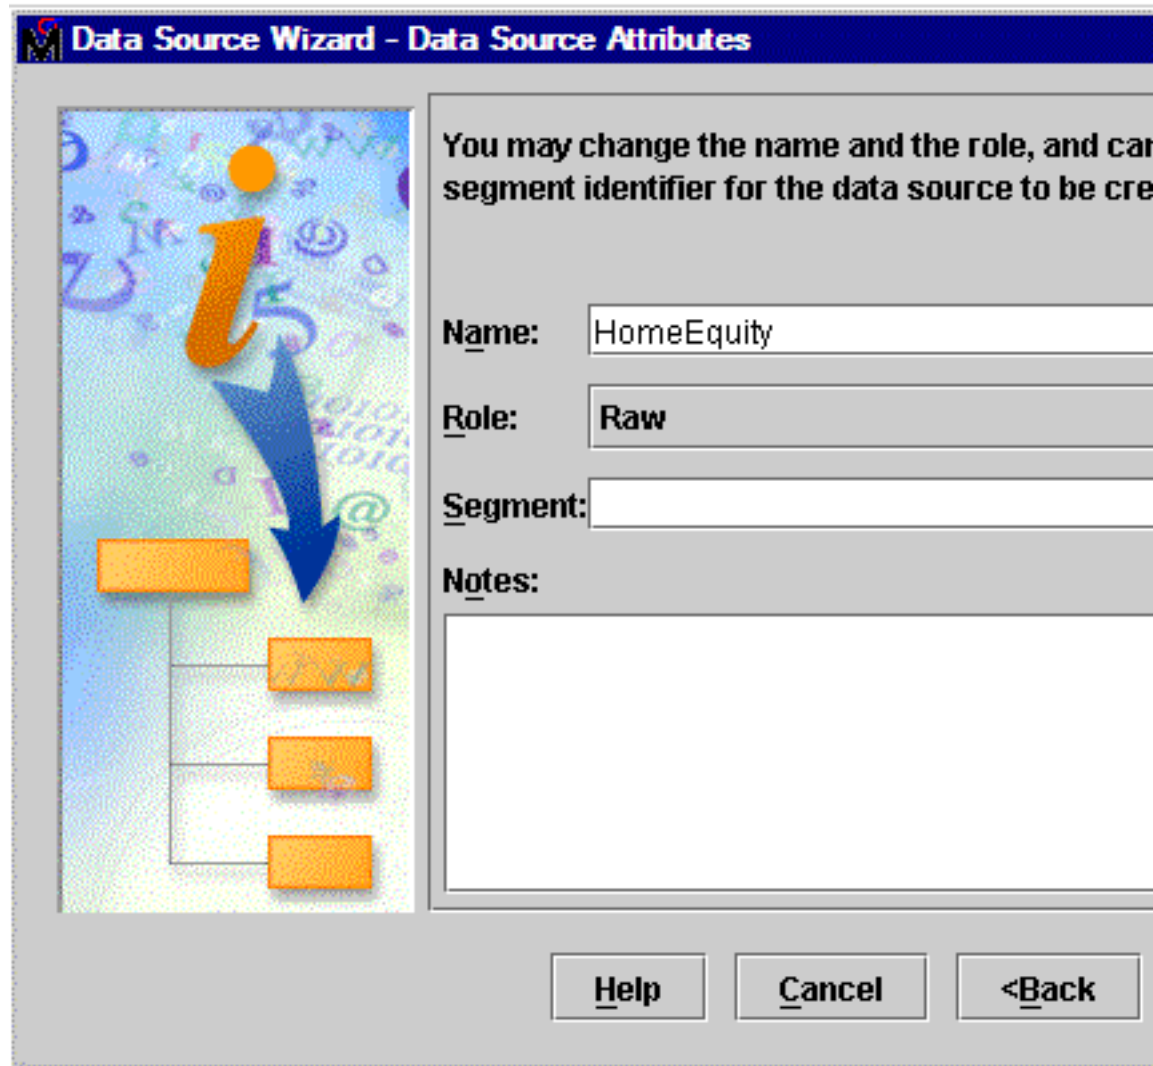 Data Source Wizard - Data Source Attributes
You may change the name and the role, and can
segment identifier for the data source to be cre
Name: HomeEquity
Role: Raw
Segment:
Notes:
Help Cancel <Back